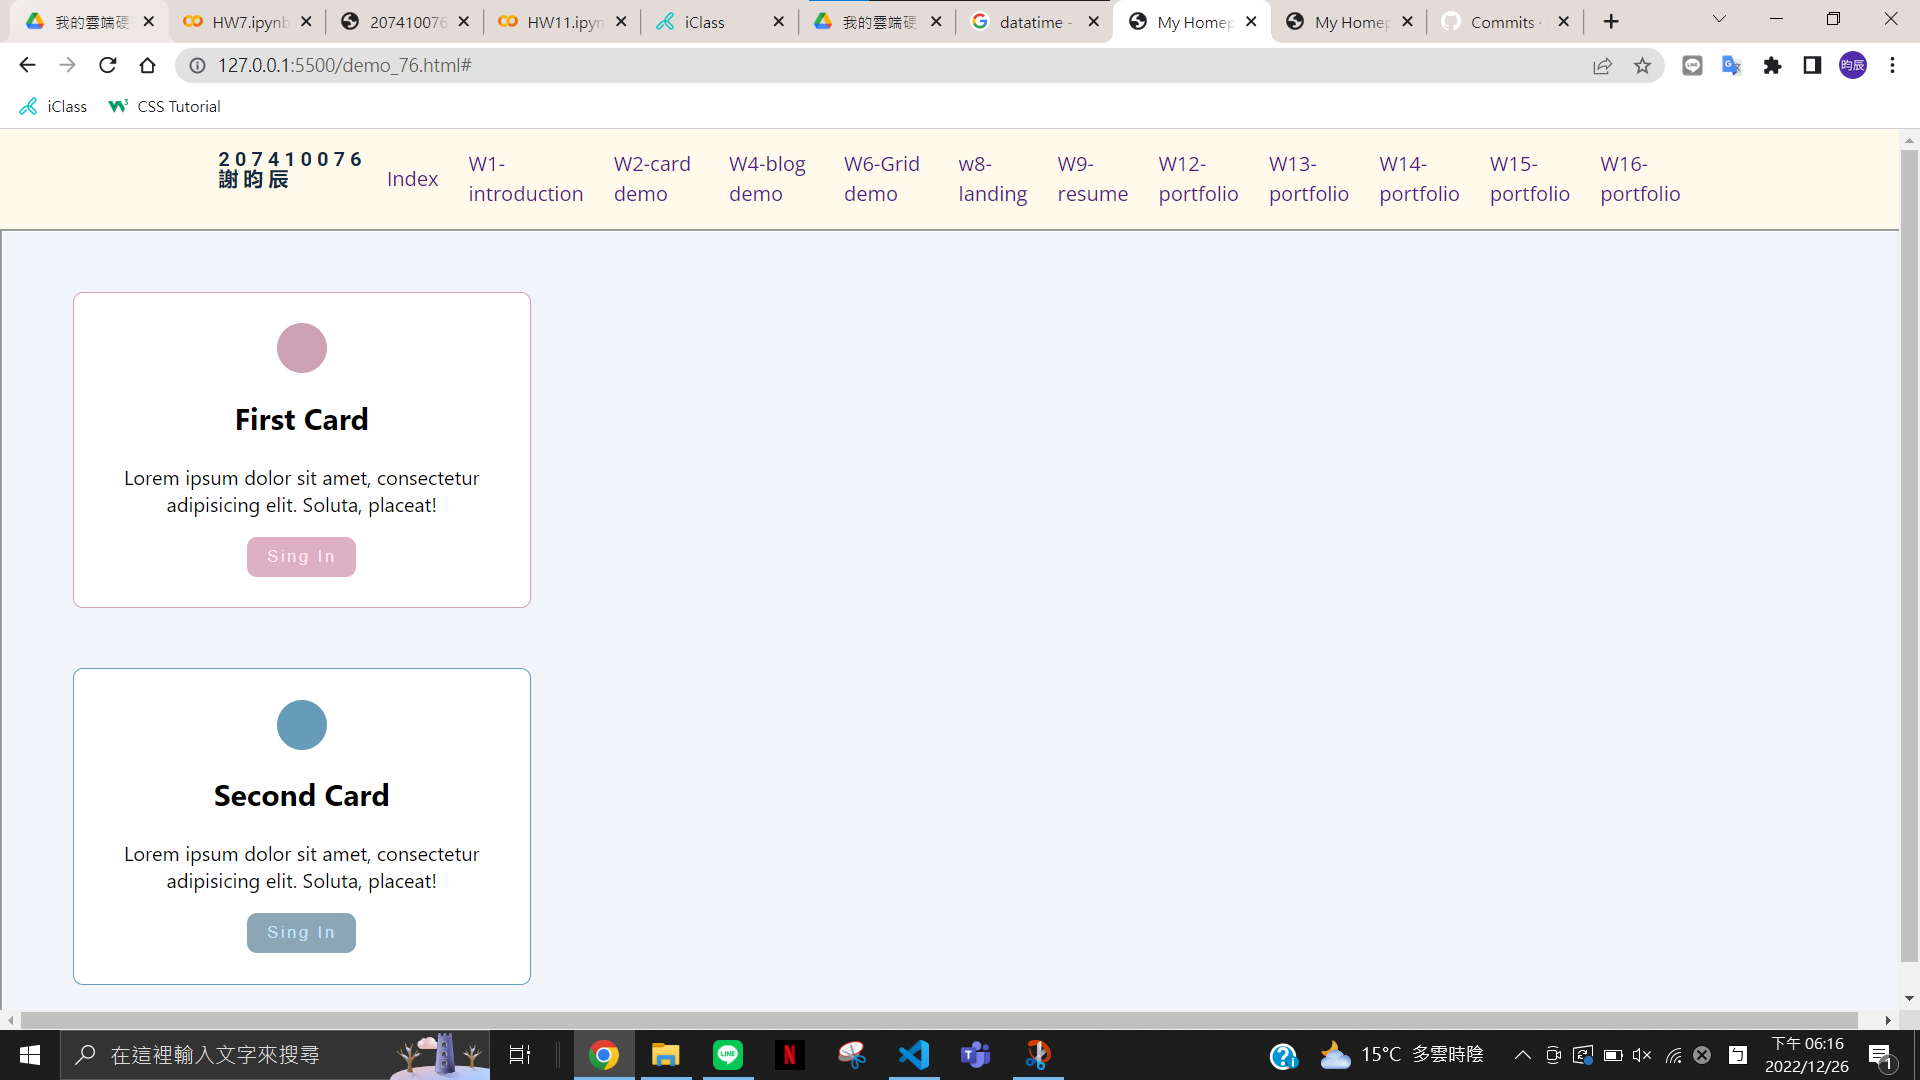 我的雲端硬
HW7.ipynb
207410076
HW11.ipyn
iClass
我的雲端硬
datatime -
My Homep
My Homep
Commits ·
127.0.0.1:5500/demo_76.html#
昀辰
iClass
CSS Tutorial
207410076
謝昀辰
Index
W1-
introduction
W2-card
demo
W4-blog
demo
W6-Grid
demo
w8-
landing
W9-
resume
W12-
portfolio
W13-
portfolio
W14-
portfolio
W15-
portfolio
W16-
portfolio
First Card
Lorem ipsum dolor sit amet, consectetur
adipisicing elit. Soluta, placeat!
Sing In
Second Card
Lorem ipsum dolor sit amet, consectetur
adipisicing elit. Soluta, placeat!
Sing In
在這裡輸入文字來搜尋
LINE
N
15°C 多雲時陰
下午 06:16
2022/12/26
1